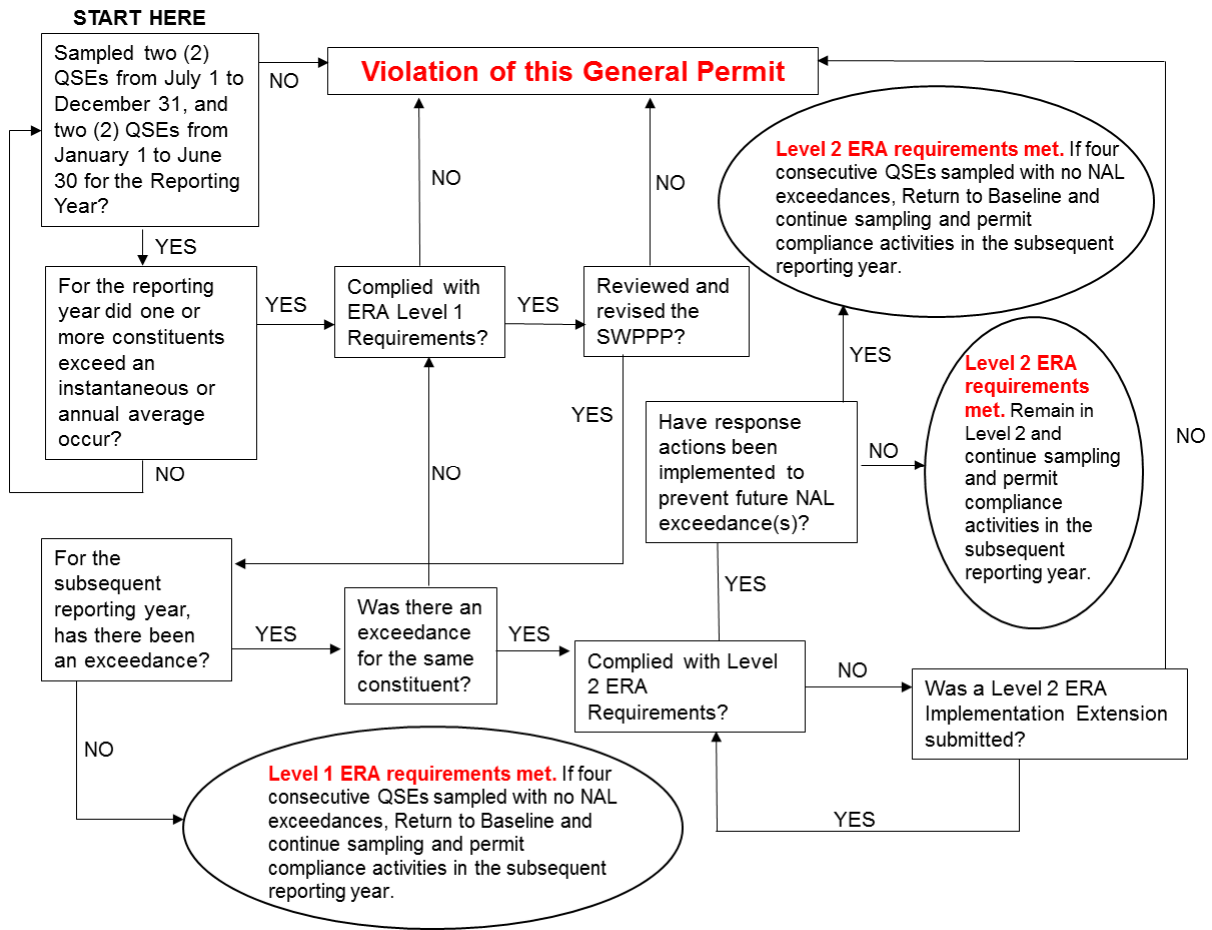 START HERE
Sampled two (2)
QSEs from July 1 to
December 31, and
two (2) QSEs from
January 1 to June
30 for the Reporting
Year?
NO
Violation of this General Permit
YES
For the reporting
year did one or
more constituents
exceed an
instantaneous or
annual average
occur?
NO
YES
Complied with
ERA Level 1
Requirements?
NO
YES
Reviewed and
revised the
SWPPP?
NO
YES
Level 2 ERA requirements met. If four
consecutive QSEs sampled with no NAL
exceedances, Return to Baseline and
continue sampling and permit
compliance activities in the subsequent
reporting year.
YES
Level 2 ERA
requirements
met. Remain in
Level 2 and
continue sampling
and permit
compliance
activities in the
subsequent
reporting year.
NO
Have response
actions been
implemented to
prevent future NAL
exceedance(s)?
NO
NO
For the
subsequent
reporting year,
has there been
an exceedance?
YES
Was there an
exceedance
for the same
constituent?
YES
YES
Complied with Level
2 ERA
Requirements?
NO
Was a Level 2 ERA
Implementation Extension
submitted?
NO
YES
Level 1 ERA requirements met. If four
consecutive QSEs sampled with no NAL
exceedances, Return to Baseline and
continue sampling and permit
compliance activities in the subsequent
reporting year.